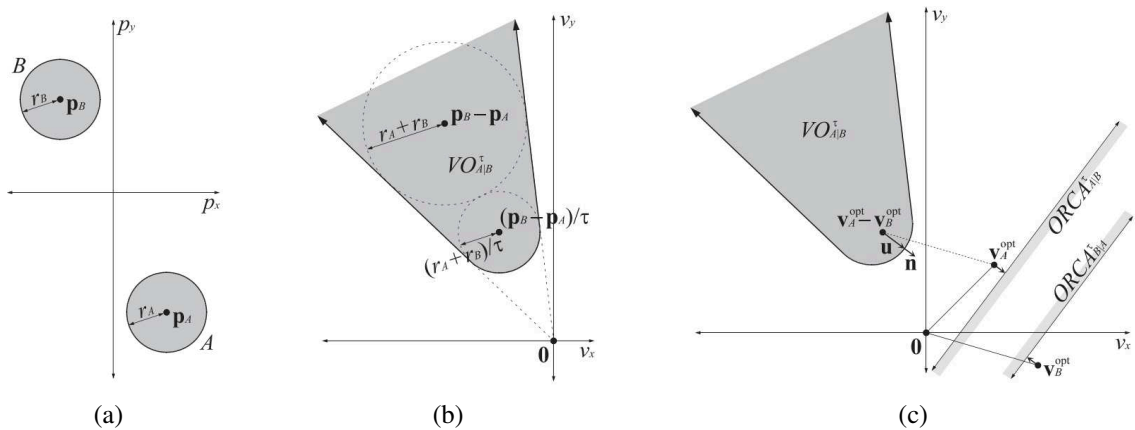 p_y
B
r_B
p_B
p_x
r_A
p_A
A
(a)
v_y
r_A + r_B
p_B − p_A
VO^τ_{A|B}
(p_B − p_A)/τ
(r_A + r_B)/τ
0
v_x
(b)
v_y
VO^τ_{A|B}
v_A^opt − v_B^opt
u
n
v_A^opt
ORCA^τ_{A|B}
ORCA^τ_{B|A}
0
v_x
v_B^opt
(c)